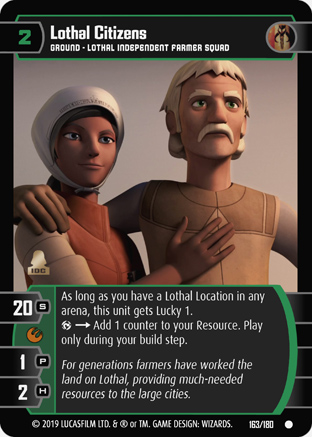 2
Lothal Citizens
GROUND - LOTHAL INDEPENDENT FARMER SQUAD
IDC
20 S
1 P
2 H
As long as you have a Lothal Location in any
arena, this unit gets Lucky 1.
→ Add 1 counter to your Resource. Play
only during your build step.
For generations farmers have worked the
land on Lothal, providing much-needed
resources to the large cities.
© 2019 LUCASFILM LTD. & ® or TM. GAME DESIGN: WIZARDS.
163/180